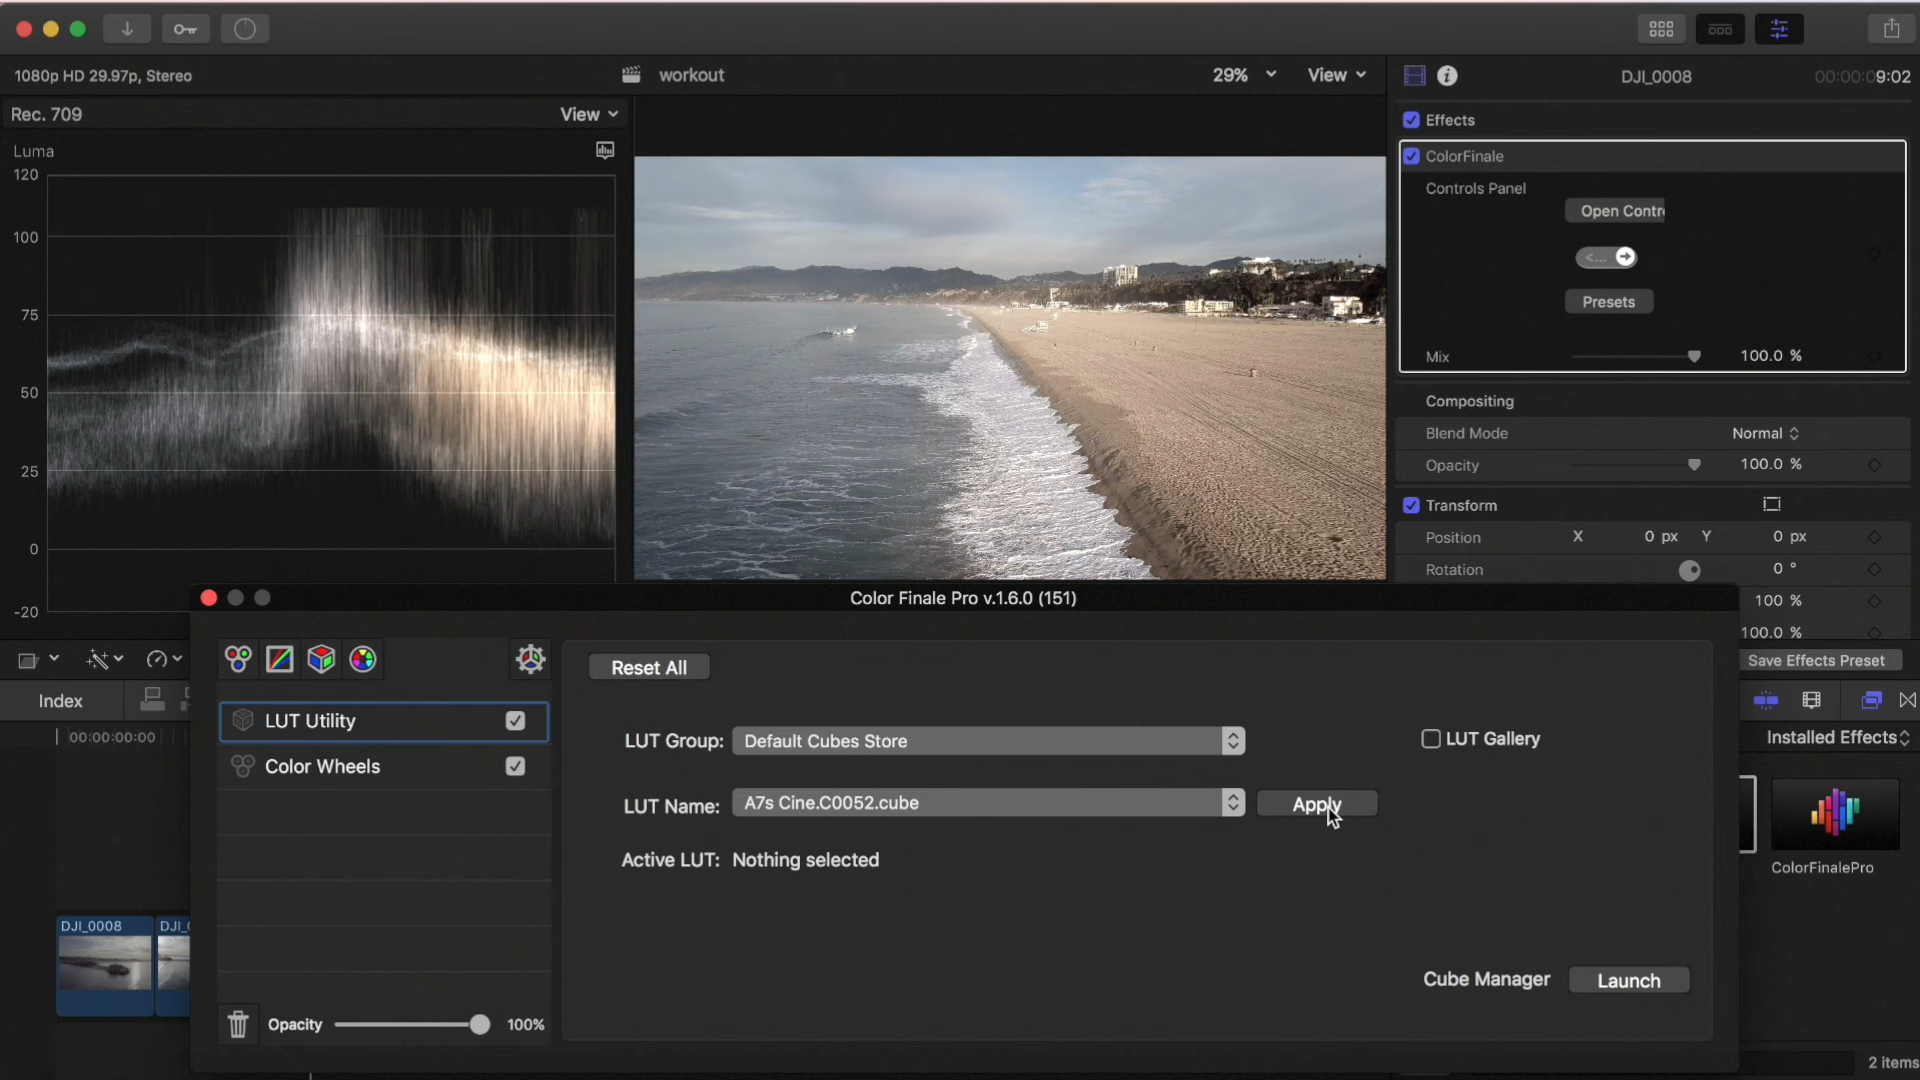 1080p HD 29.97p, Stereo
workout
29%
View
DJI_0008
00:00:09:02
Rec. 709
View
Effects
Luma
ColorFinale
120
100
75
50
25
0
-20
Controls Panel
Open Contr
<...
Presets
Mix
100.0 %
Compositing
Blend Mode
Normal
Opacity
100.0 %
Transform
Position
X
0 px
Y
0 px
Rotation
0 °
100 %
100.0 %
Color Finale Pro v.1.6.0 (151)
Save Effects Preset
Reset All
Index
LUT Utility
Color Wheels
LUT Group:
Default Cubes Store
LUT Gallery
LUT Name:
A7s Cine.C0052.cube
Apply
Active LUT:
Nothing selected
00:00:00:00
Installed Effects
ColorFinalePro
DJI_0008
DJI_
Cube Manager
Launch
Opacity
100%
2 items